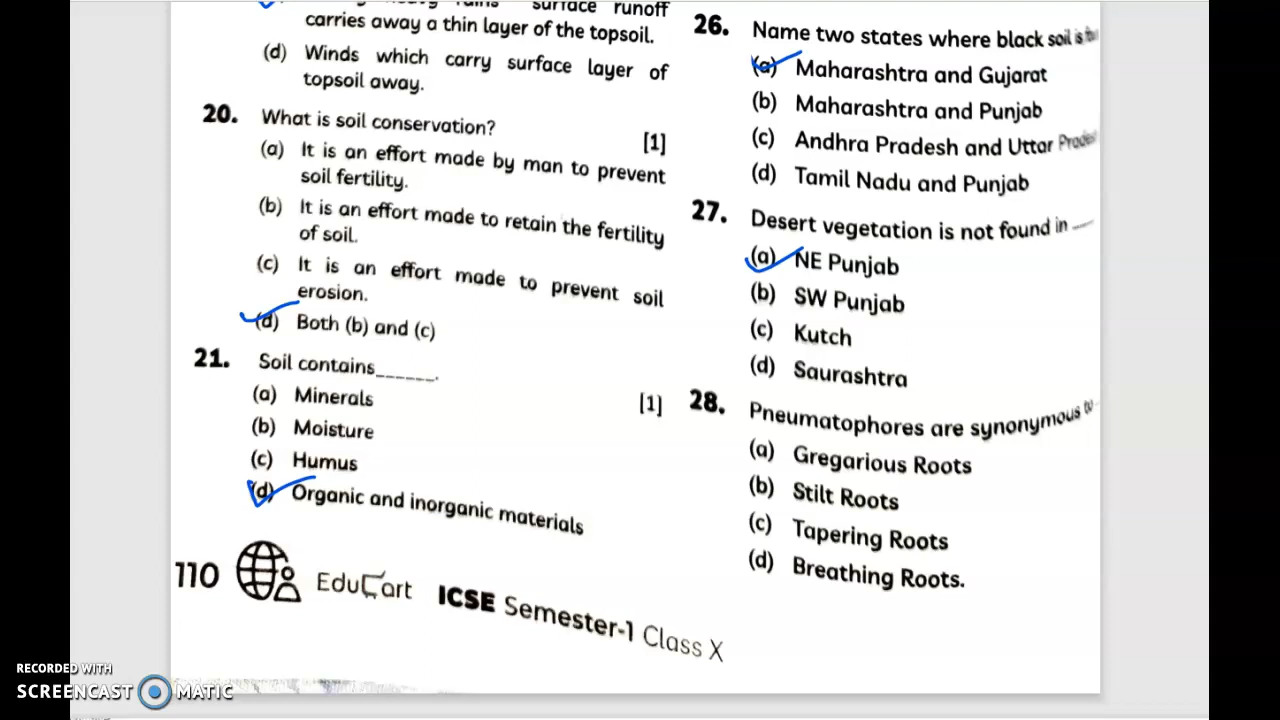 surface runoff
carries away a thin layer of the topsoil.
(d) Winds which carry surface layer of
topsoil away.
20. What is soil conservation? [1]
(a) It is an effort made by man to prevent
soil fertility.
(b) It is an effort made to retain the fertility
of soil.
(c) It is an effort made to prevent soil
erosion.
(d) Both (b) and (c)
21. Soil contains______. [1]
(a) Minerals
(b) Moisture
(c) Humus
(d) Organic and inorganic materials
110 EduCart ICSE Semester-1 Class X
26. Name two states where black soil is
(a) Maharashtra and Gujarat
(b) Maharashtra and Punjab
(c) Andhra Pradesh and Uttar Pradesh
(d) Tamil Nadu and Punjab
27. Desert vegetation is not found in
(a) NE Punjab
(b) SW Punjab
(c) Kutch
(d) Saurashtra
28. Pneumatophores are synonymous
(a) Gregarious Roots
(b) Stilt Roots
(c) Tapering Roots
(d) Breathing Roots.
RECORDED WITH
SCREENCAST MATIC